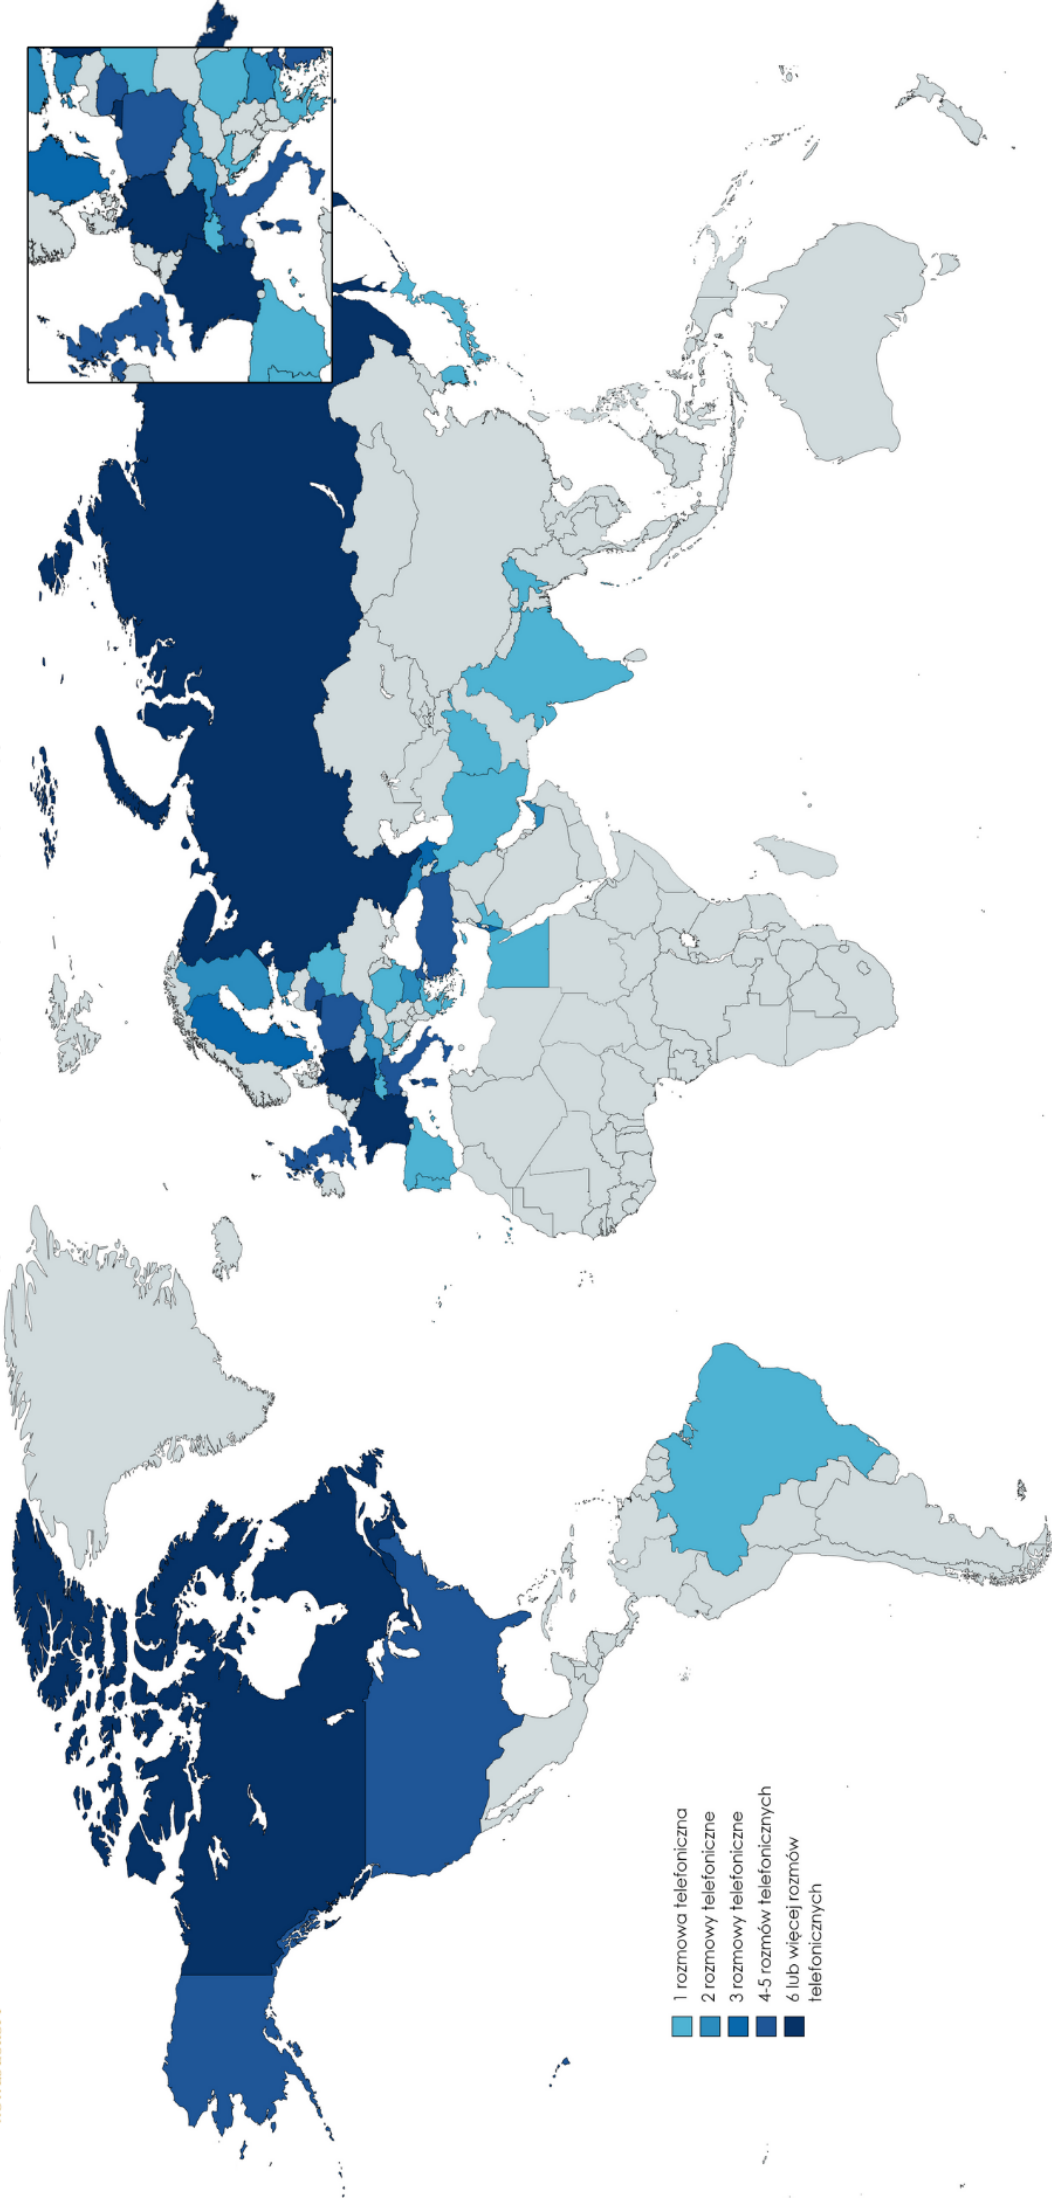 1 rozmowa telefoniczna
2 rozmowy telefoniczne
3 rozmowy telefoniczne
4-5 rozmów telefonicznych
6 lub więcej rozmów
telefonicznych